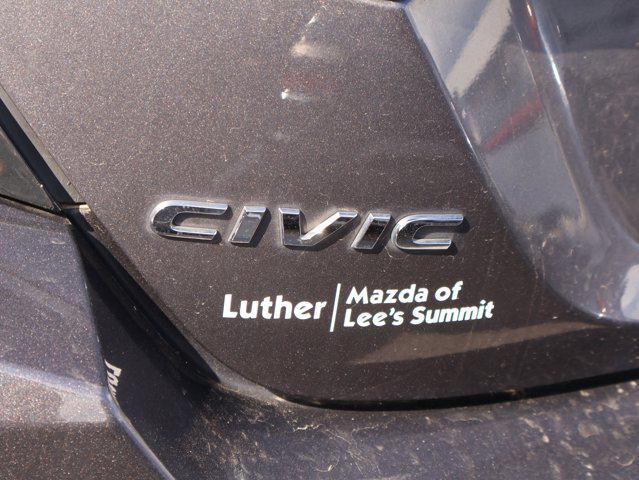 CIVIC
Luther | Mazda of
Lee's Summit